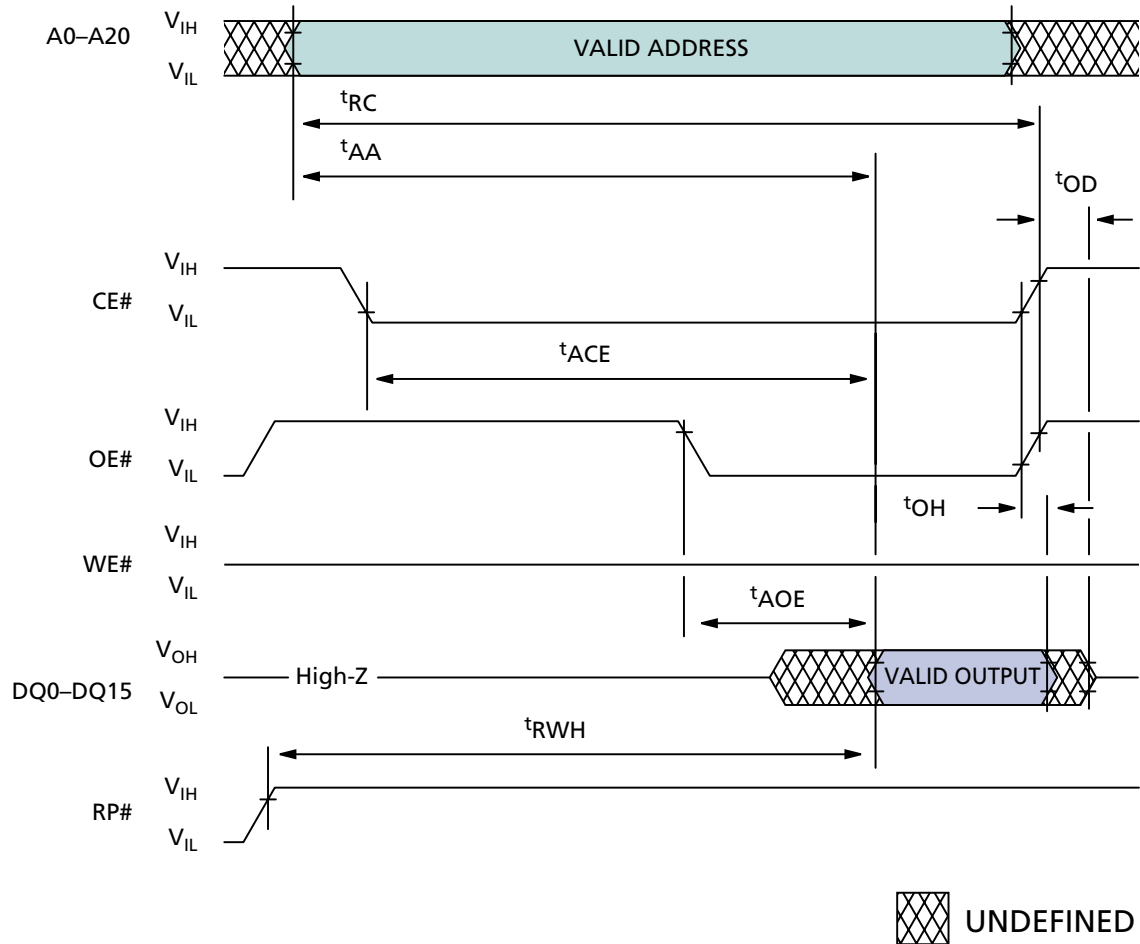 A0–A20
VIH
VIL
VALID ADDRESS
tRC
tAA
tOD
CE#
VIH
VIL
tACE
OE#
VIH
VIL
tOH
WE#
VIH
VIL
tAOE
DQ0–DQ15
VOH
VOL
High-Z
VALID OUTPUT
tRWH
RP#
VIH
VIL
UNDEFINED